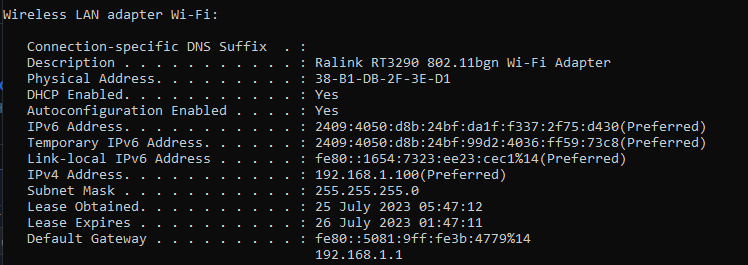 Wireless LAN adapter Wi-Fi:
Connection-specific DNS Suffix  . :
Description . . . . . . . . . . . : Ralink RT3290 802.11bgn Wi-Fi Adapter
Physical Address. . . . . . . . . : 38-B1-DB-2F-3E-D1
DHCP Enabled. . . . . . . . . . . : Yes
Autoconfiguration Enabled . . . . : Yes
IPv6 Address. . . . . . . . . . . : 2409:4050:d8b:24bf:da1f:f337:2f75:d430(Preferred)
Temporary IPv6 Address. . . . . . : 2409:4050:d8b:24bf:99d2:4036:ff59:73c8(Preferred)
Link-local IPv6 Address . . . . . : fe80::1654:7323:ee23:cec1%14(Preferred)
IPv4 Address. . . . . . . . . . . : 192.168.1.100(Preferred)
Subnet Mask . . . . . . . . . . . : 255.255.255.0
Lease Obtained. . . . . . . . . . : 25 July 2023 05:47:12
Lease Expires . . . . . . . . . . : 26 July 2023 01:47:11
Default Gateway . . . . . . . . . : fe80::5081:9ff:fe3b:4779%14
192.168.1.1